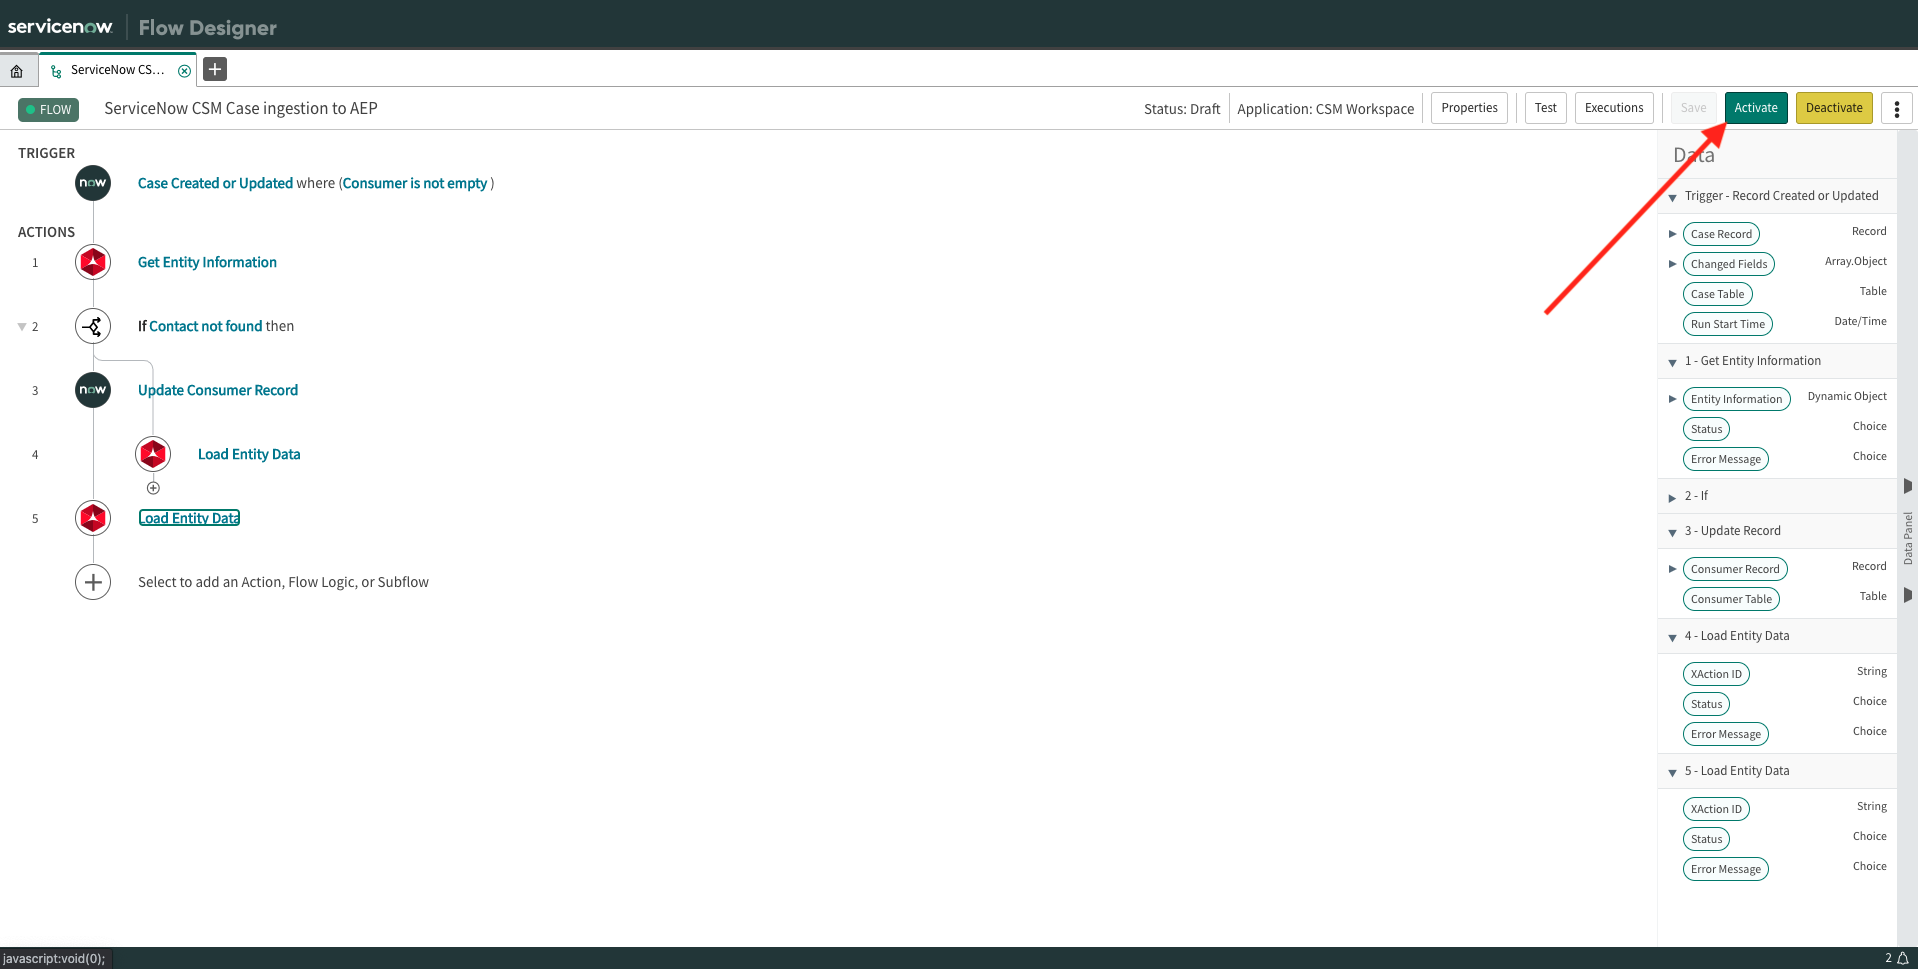 servicenow
Flow Designer
ServiceNow CS...
FLOW
ServiceNow CSM Case ingestion to AEP
Status: Draft
Application: CSM Workspace
Properties
Test
Executions
Save
Activate
Deactivate
TRIGGER
now
Case Created or Updated where (Consumer is not empty )
ACTIONS
1
Get Entity Information
2
If Contact not found then
3
now
Update Consumer Record
4
Load Entity Data
5
Load Entity Data
Select to add an Action, Flow Logic, or Subflow
Data
Trigger - Record Created or Updated
Case Record
Record
Changed Fields
Array.Object
Case Table
Table
Run Start Time
Date/Time
1 - Get Entity Information
Entity Information
Dynamic Object
Status
Choice
Error Message
Choice
2 - If
3 - Update Record
Consumer Record
Record
Consumer Table
Table
4 - Load Entity Data
XAction ID
String
Status
Choice
Error Message
Choice
5 - Load Entity Data
XAction ID
String
Status
Choice
Error Message
Choice
Data Panel
javascript:void(0);
2